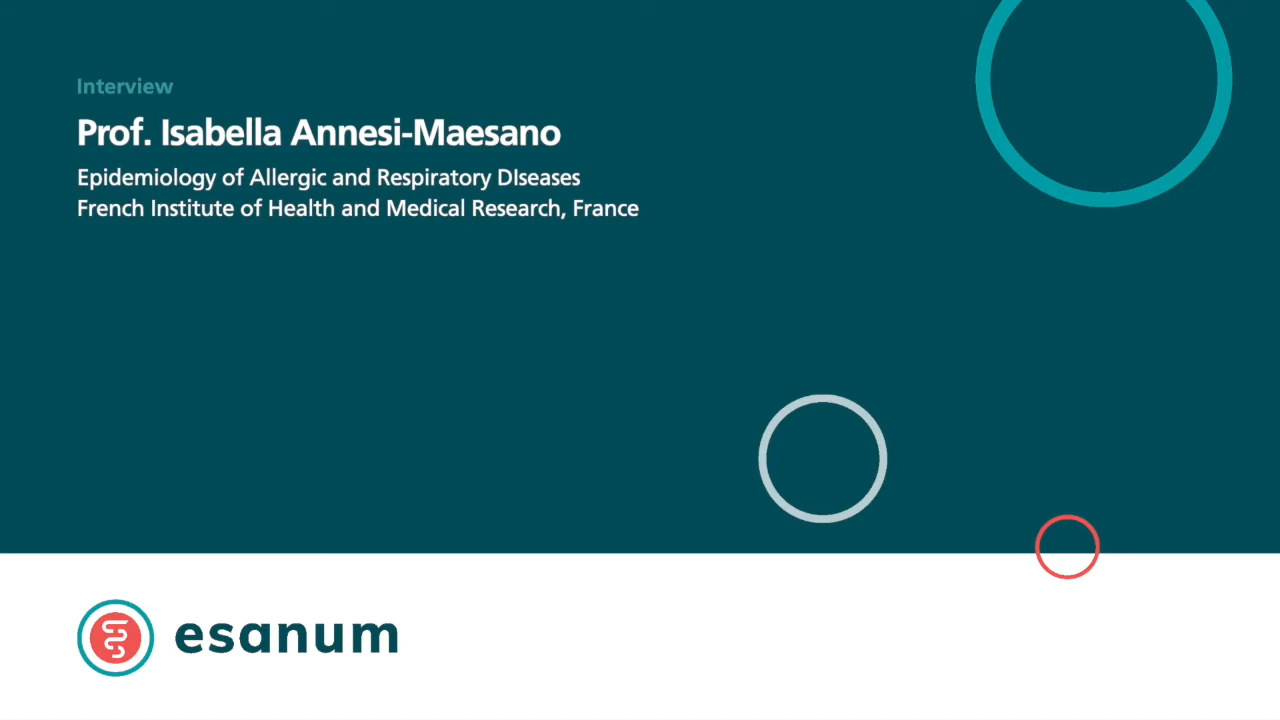 Interview
Prof. Isabella Annesi-Maesano
Epidemiology of Allergic and Respiratory DIseases
French Institute of Health and Medical Research, France
esanum